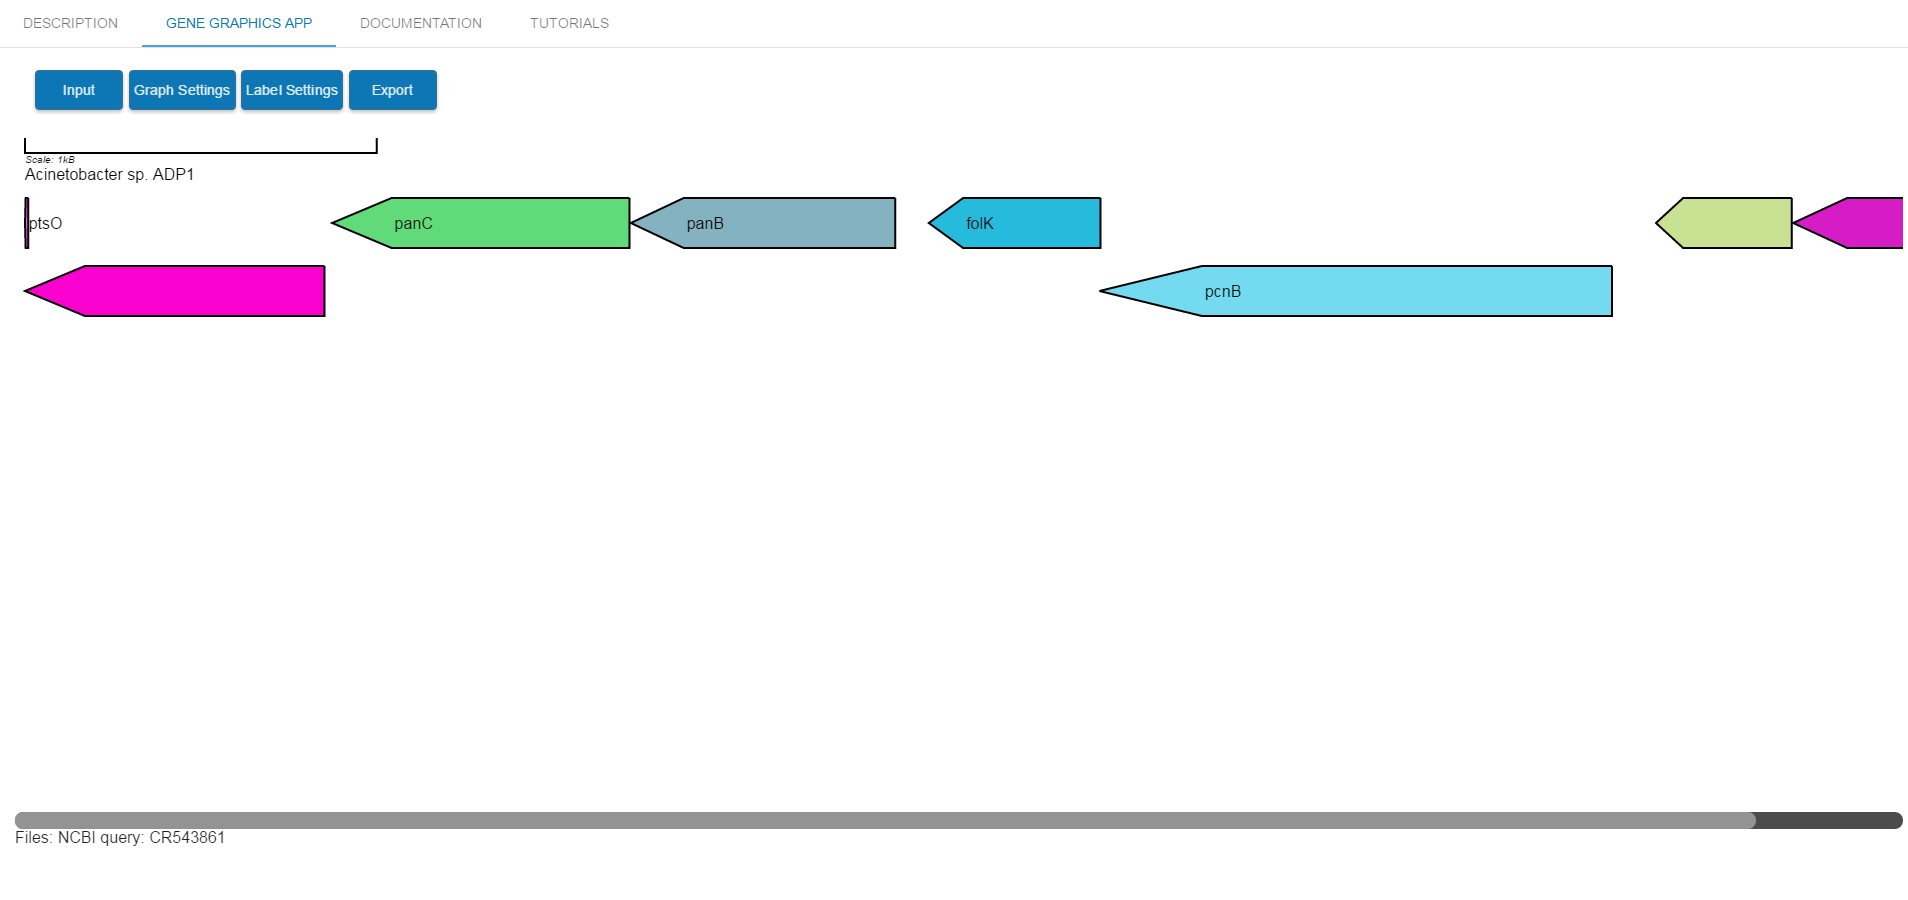 DESCRIPTION GENE GRAPHICS APP DOCUMENTATION TUTORIALS
Input Graph Settings Label Settings Export
Scale: 1kB
Acinetobacter sp. ADP1
ptsO panC panB folK
pcnB
Files: NCBI query: CR543861